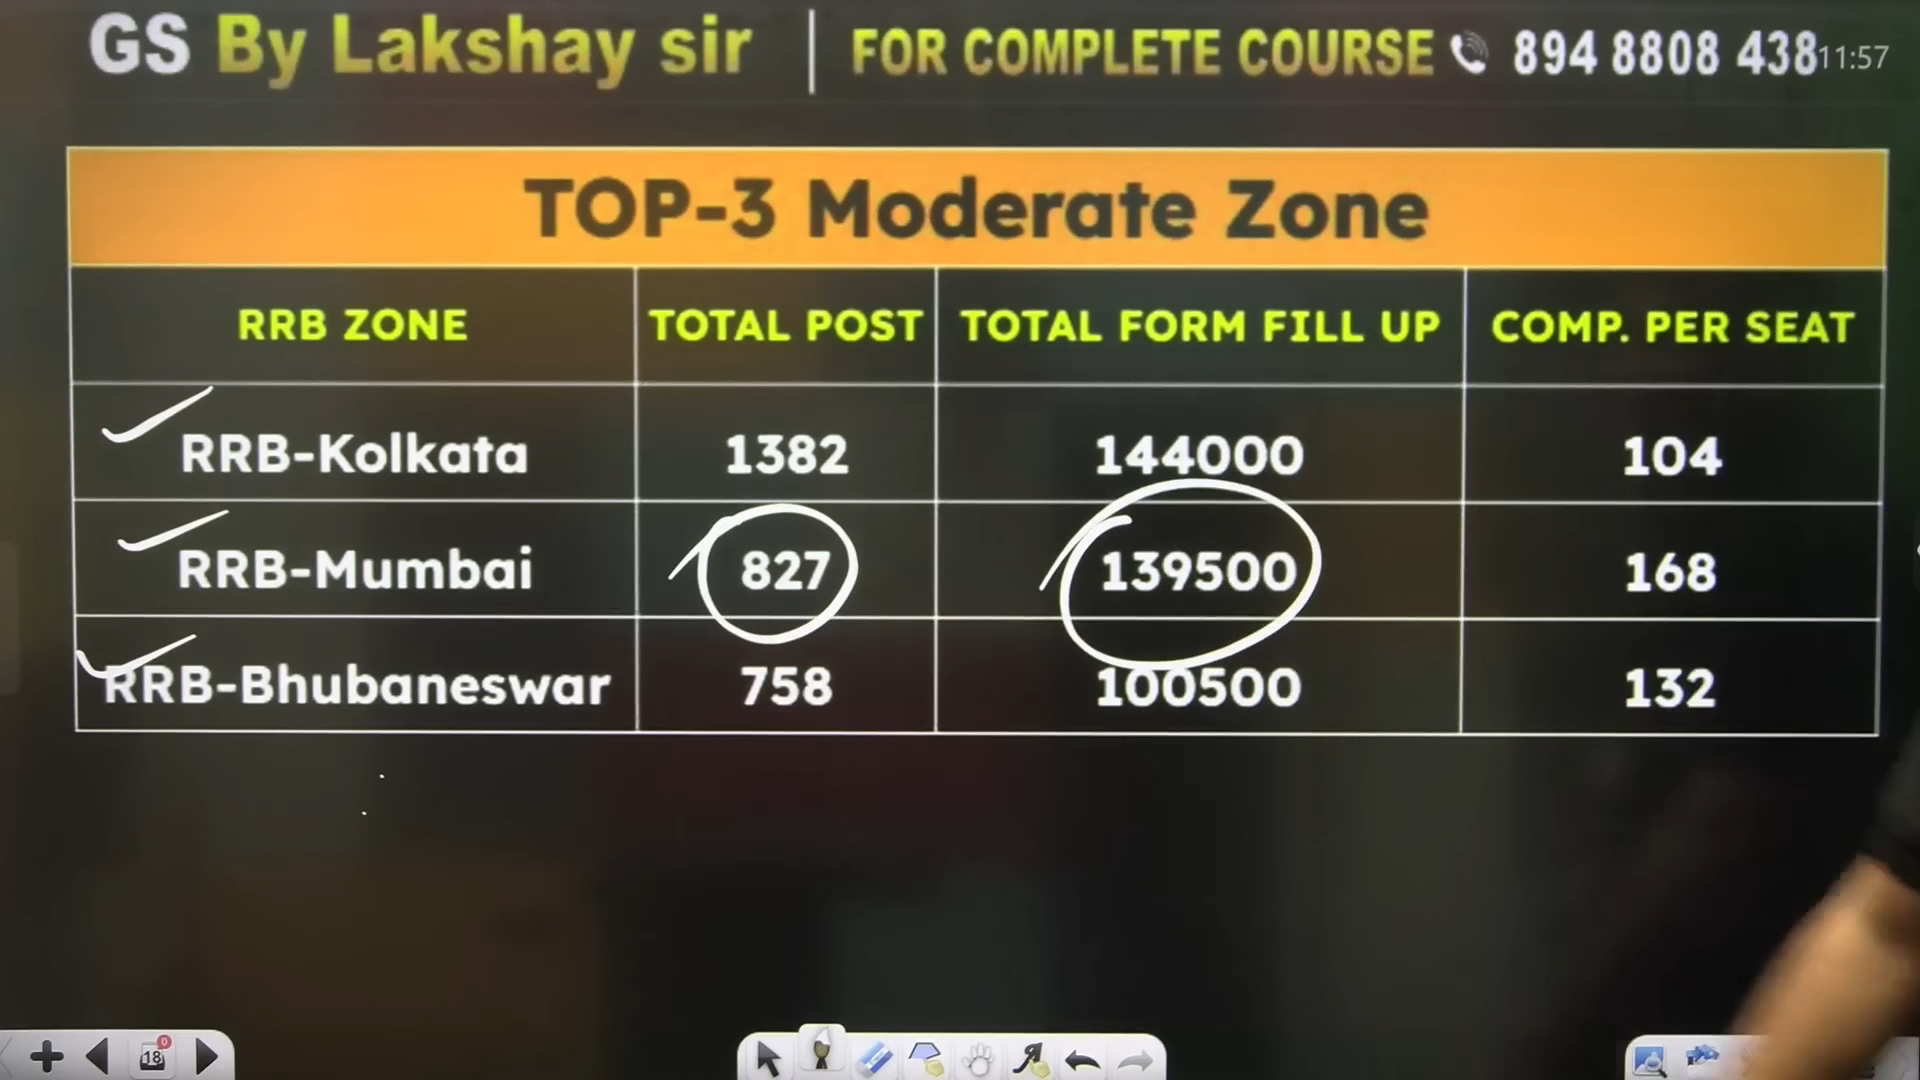 GS By Lakshay sir | FOR COMPLETE COURSE 894 8808 438 11:57
TOP-3 Moderate Zone
RRB ZONE TOTAL POST TOTAL FORM FILL UP COMP. PER SEAT
RRB-Kolkata 1382 144000 104
RRB-Mumbai 827 139500 168
RRB-Bhubaneswar 758 100500 132
18 0